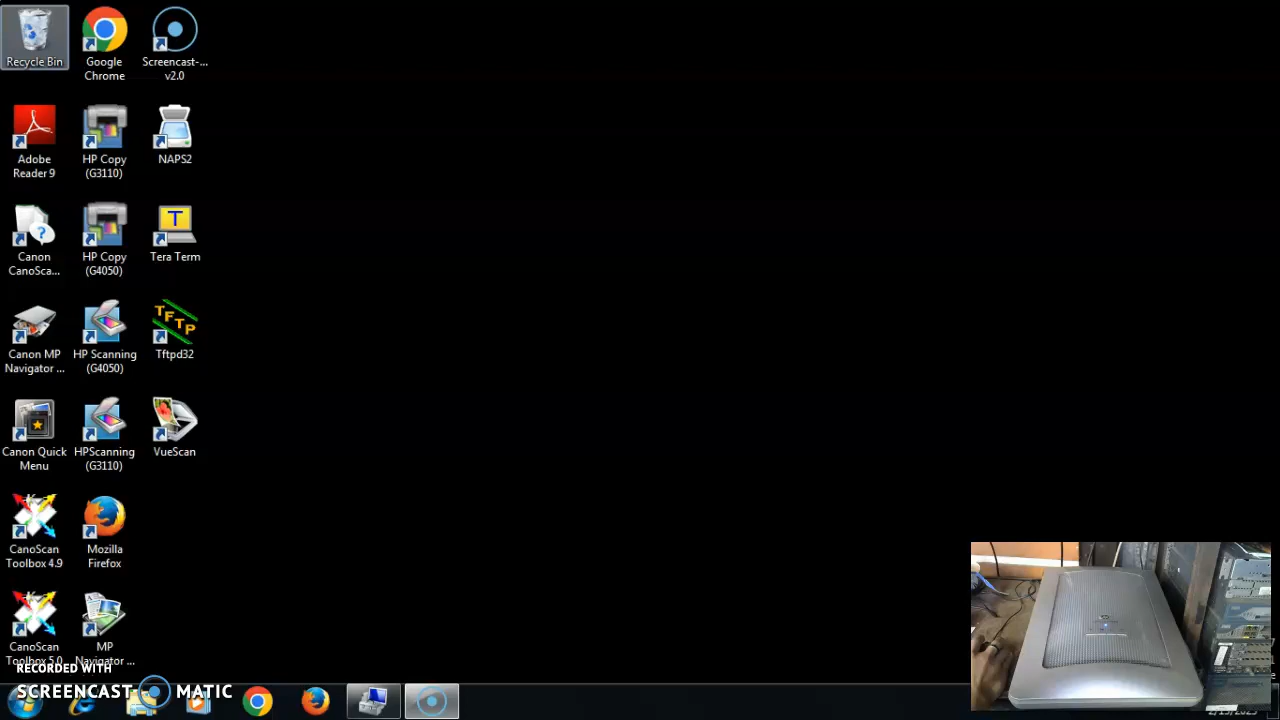 Recycle Bin
Google
Chrome
Screencast-...
v2.0
Adobe
Reader 9
HP Copy
(G3110)
NAPS2
Canon
CanoSca...
HP Copy
(G4050)
T
Tera Term
Canon MP
Navigator ...
HP Scanning
(G4050)
TFTP
Tftpd32
Canon Quick
Menu
HPScanning
(G3110)
VueScan
CanoScan
Toolbox 4.9
Mozilla
Firefox
CanoScan
Toolbox 5.0
MP
Navigator ...
RECORDED WITH
SCREENCAST MATIC